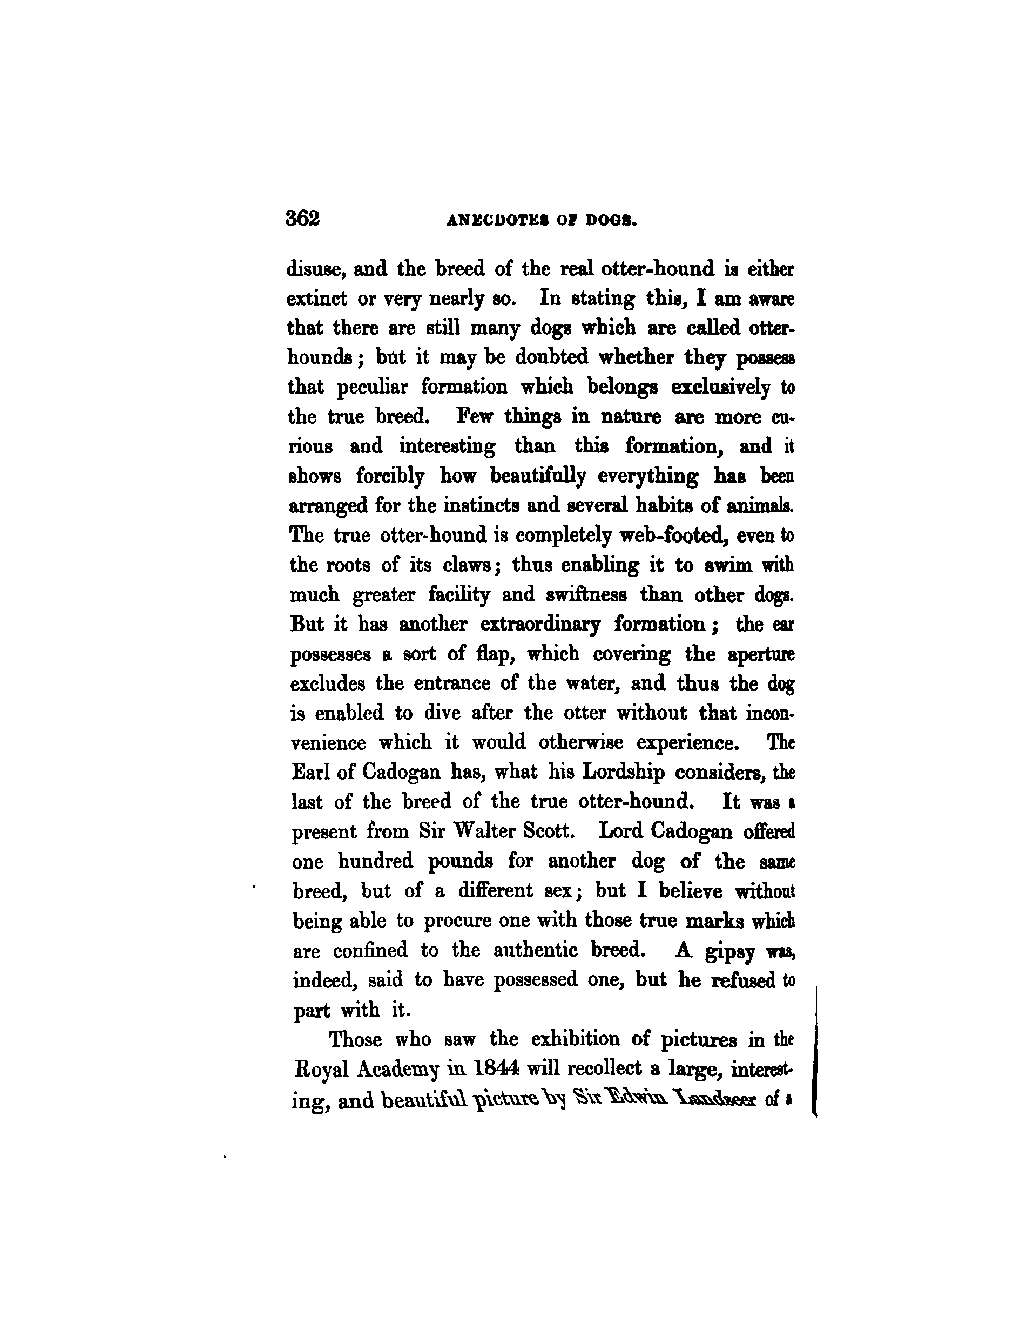 362 ANECDOTES OF DOGS.
disuse, and the breed of the real otter-hound is either
extinct or very nearly so. In stating this, I am aware
that there are still many dogs which are called otter-
hounds; but it may be doubted whether they possess
that peculiar formation which belongs exclusively to
the true breed. Few things in nature are more cu-
rious and interesting than this formation, and it
shows forcibly how beautifully everything has been
arranged for the instincts and several habits of animals.
The true otter-hound is completely web-footed, even to
the roots of its claws; thus enabling it to swim with
much greater facility and swiftness than other dogs.
But it has another extraordinary formation; the ear
possesses a sort of flap, which covering the aperture
excludes the entrance of the water, and thus the dog
is enabled to dive after the otter without that incon-
venience which it would otherwise experience. The
Earl of Cadogan has, what his Lordship considers, the
last of the breed of the true otter-hound. It was a
present from Sir Walter Scott. Lord Cadogan offered
one hundred pounds for another dog of the same
breed, but of a different sex; but I believe without
being able to procure one with those true marks which
are confined to the authentic breed. A gipsy was,
indeed, said to have possessed one, but he refused to
part with it.
Those who saw the exhibition of pictures in the
Royal Academy in 1844 will recollect a large, interest-
ing, and beautiful picture by Sir Edwin Landseer of a